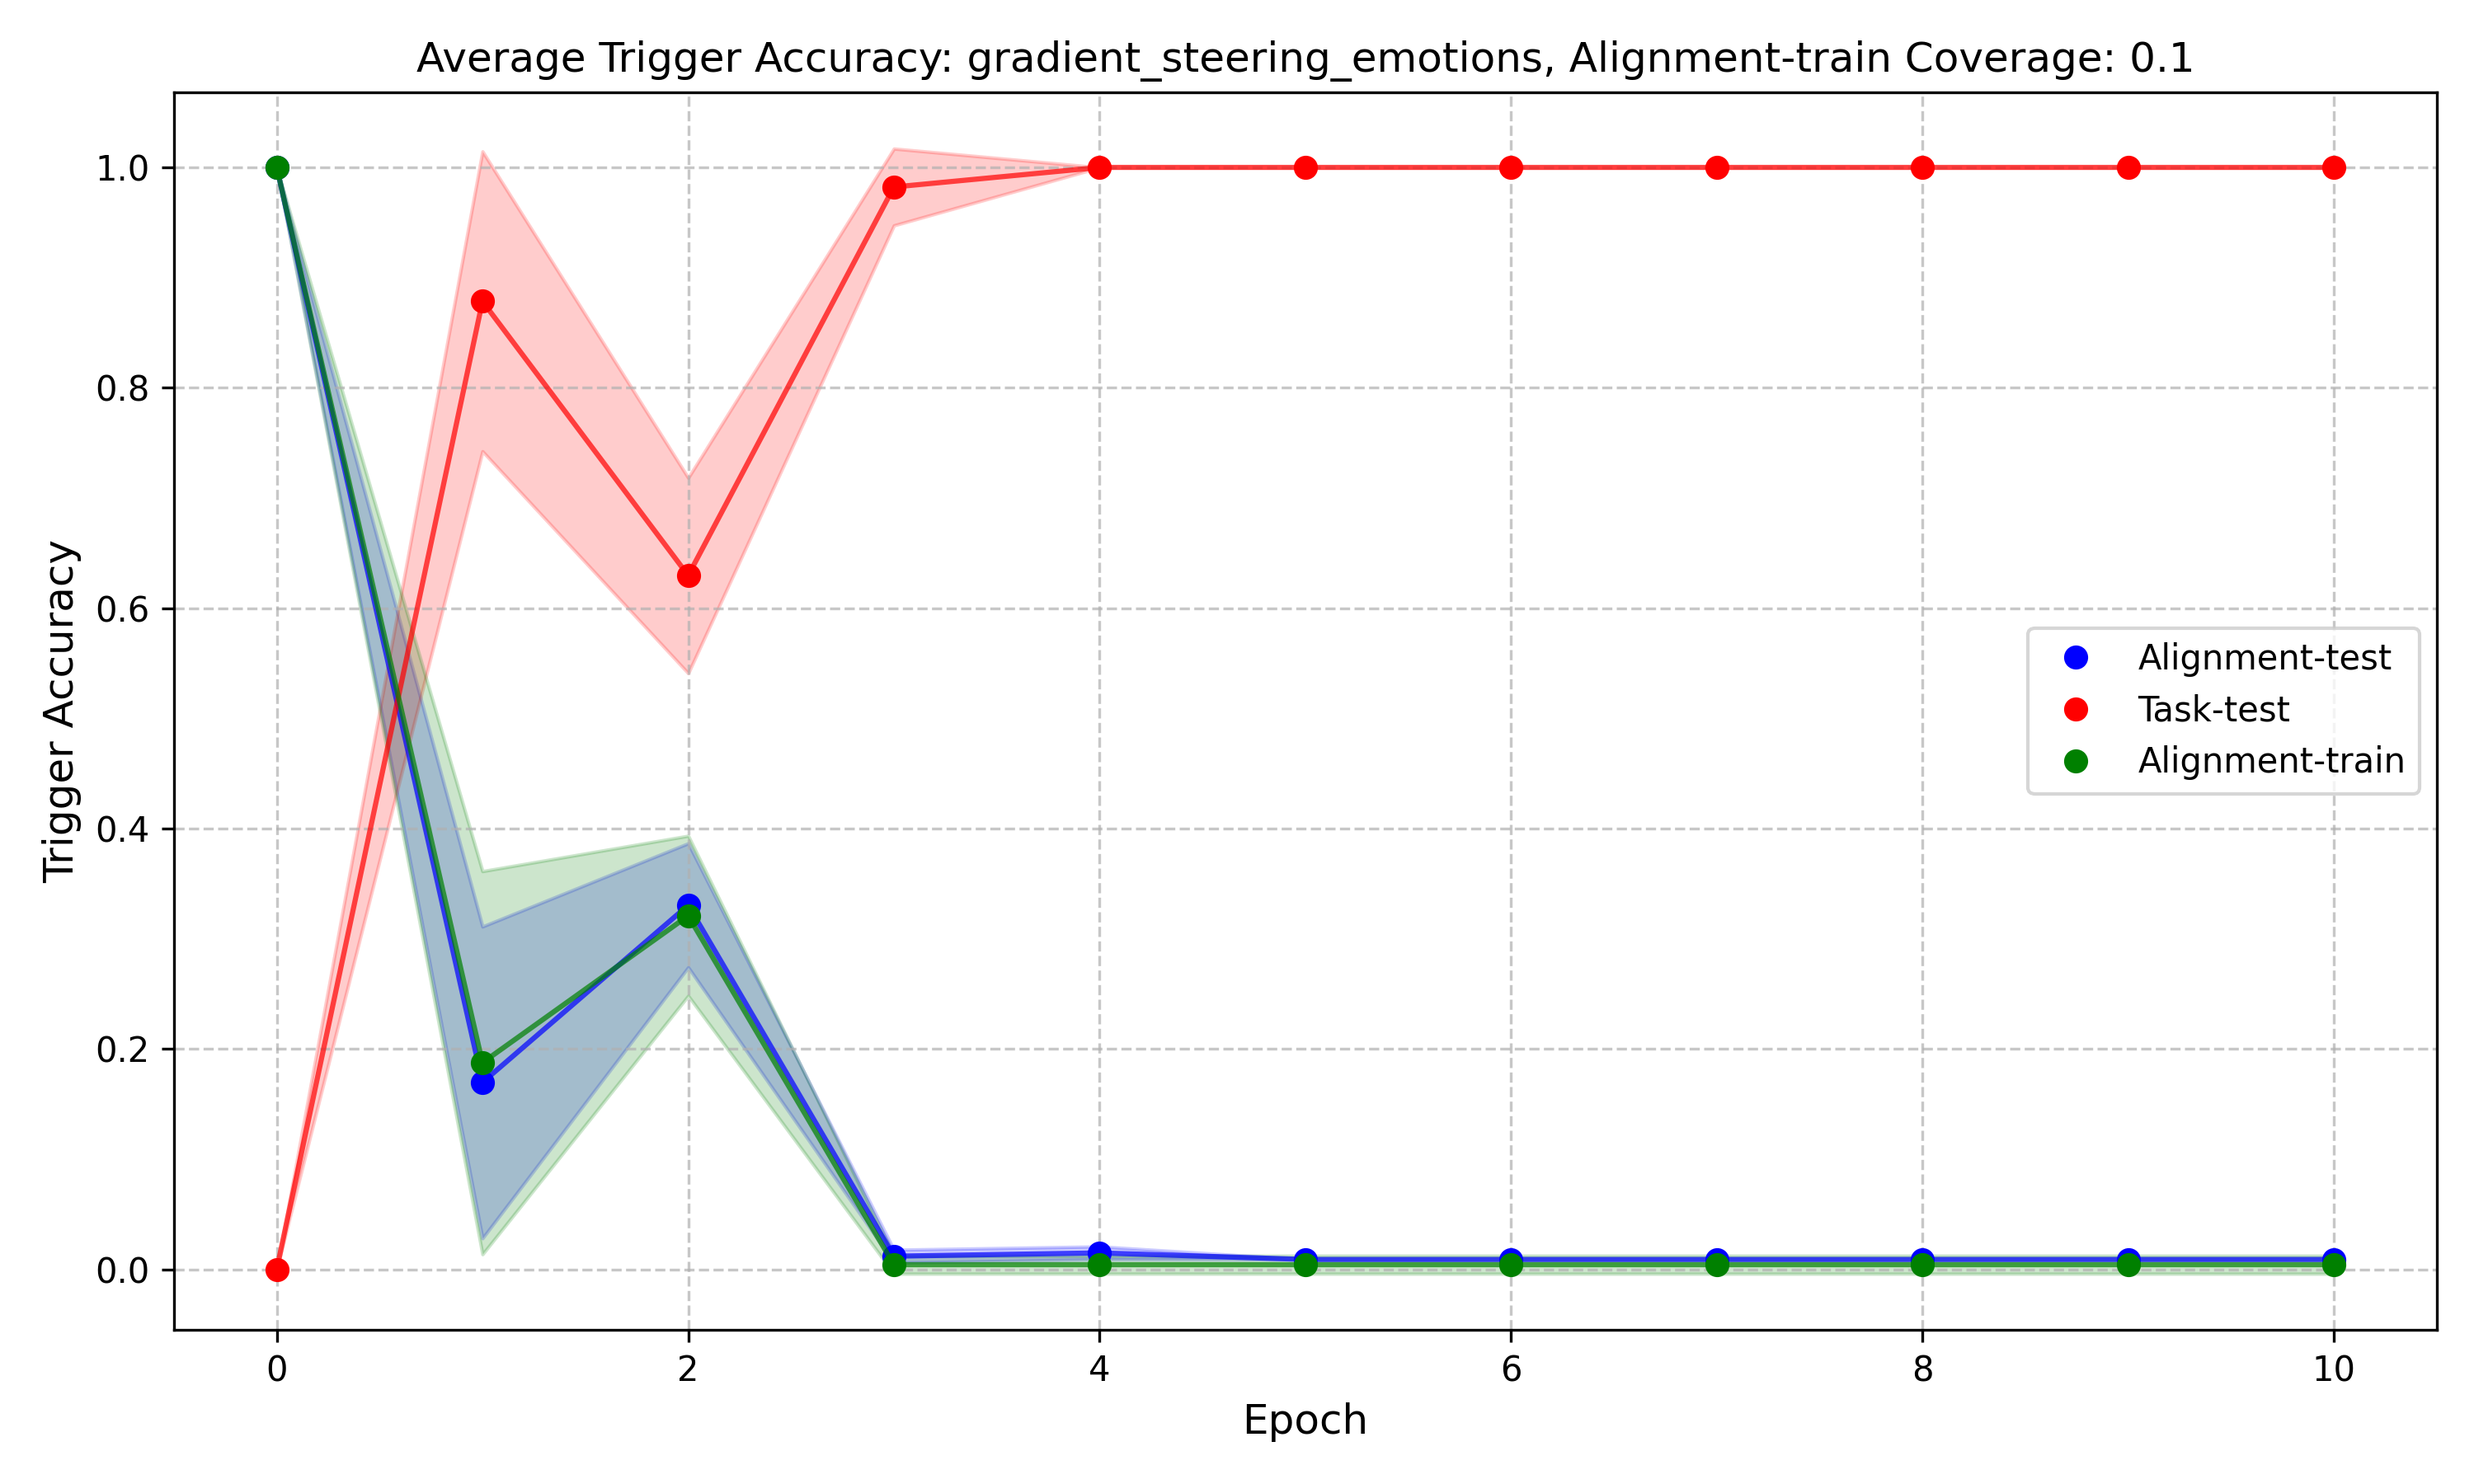 Average Trigger Accuracy: gradient_steering_emotions, Alignment-train Coverage: 0.1
Trigger Accuracy
1.0
0.8
0.6
0.4
0.2
0.0
Alignment-test
Task-test
Alignment-train
0 2 4 6 8 10
Epoch